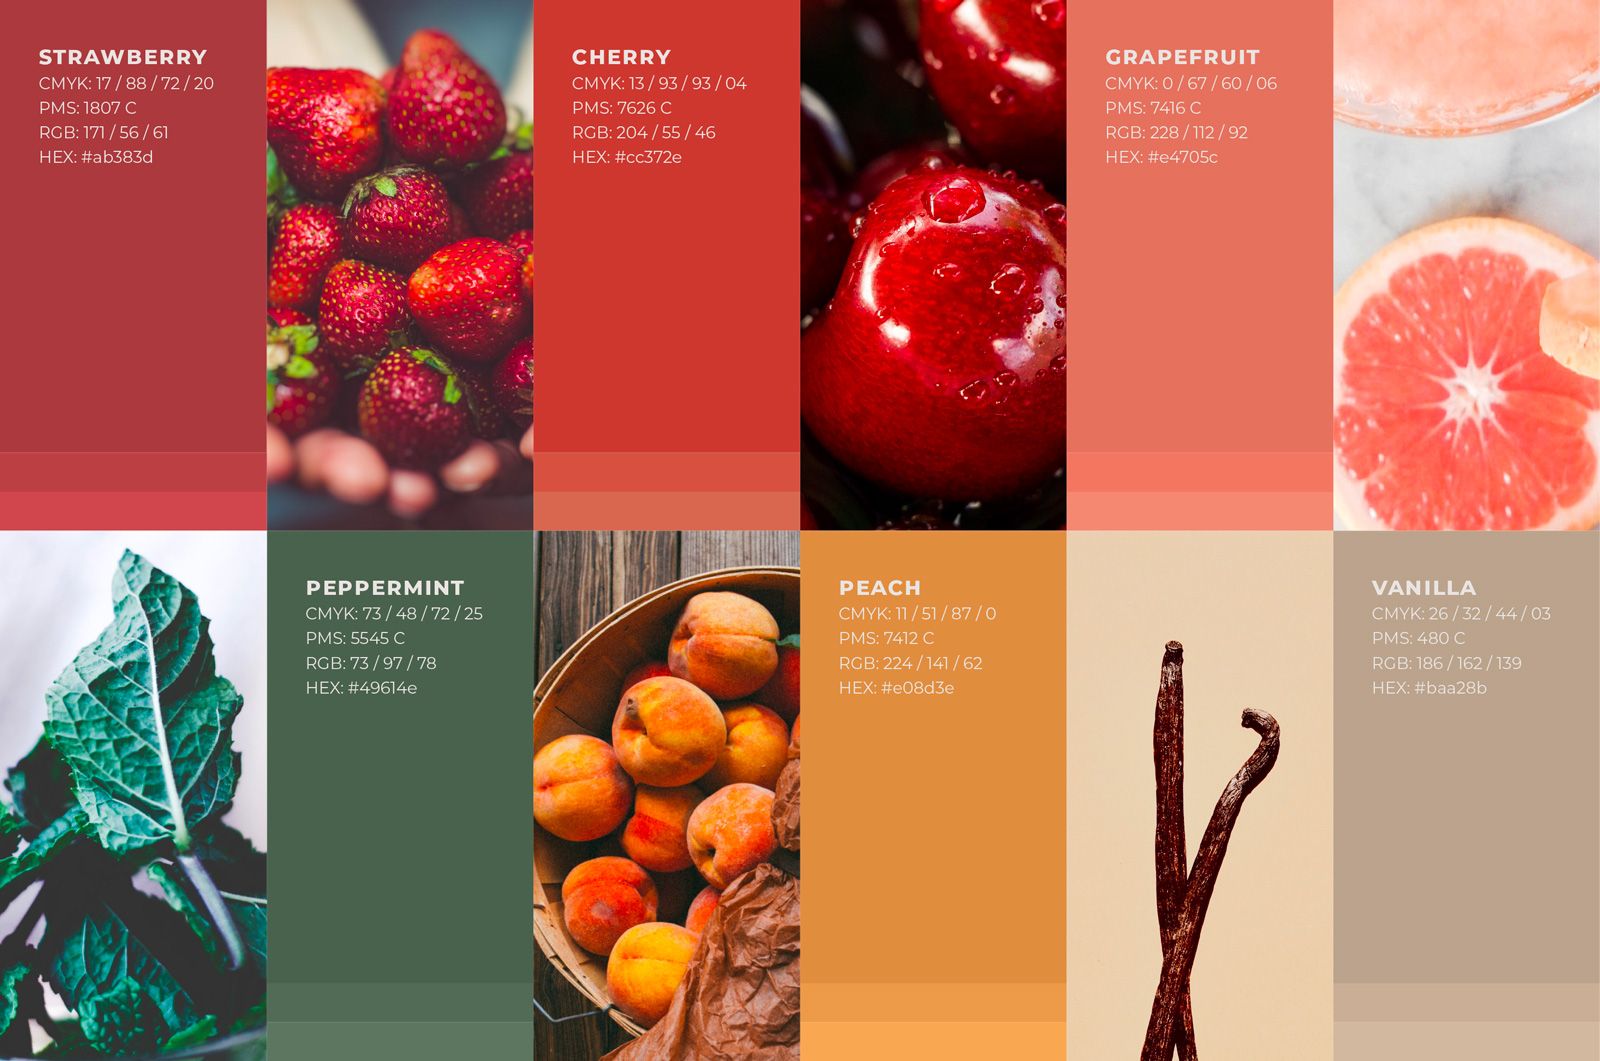 STRAWBERRY
CMYK: 17 / 88 / 72 / 20
PMS: 1807 C
RGB: 171 / 56 / 61
HEX: #ab383d
CHERRY
CMYK: 13 / 93 / 93 / 04
PMS: 7626 C
RGB: 204 / 55 / 46
HEX: #cc372e
GRAPEFRUIT
CMYK: 0 / 67 / 60 / 06
PMS: 7416 C
RGB: 228 / 112 / 92
HEX: #e4705c
PEPPERMINT
CMYK: 73 / 48 / 72 / 25
PMS: 5545 C
RGB: 73 / 97 / 78
HEX: #49614e
PEACH
CMYK: 11 / 51 / 87 / 0
PMS: 7412 C
RGB: 224 / 141 / 62
HEX: #e08d3e
VANILLA
CMYK: 26 / 32 / 44 / 03
PMS: 480 C
RGB: 186 / 162 / 139
HEX: #baa28b